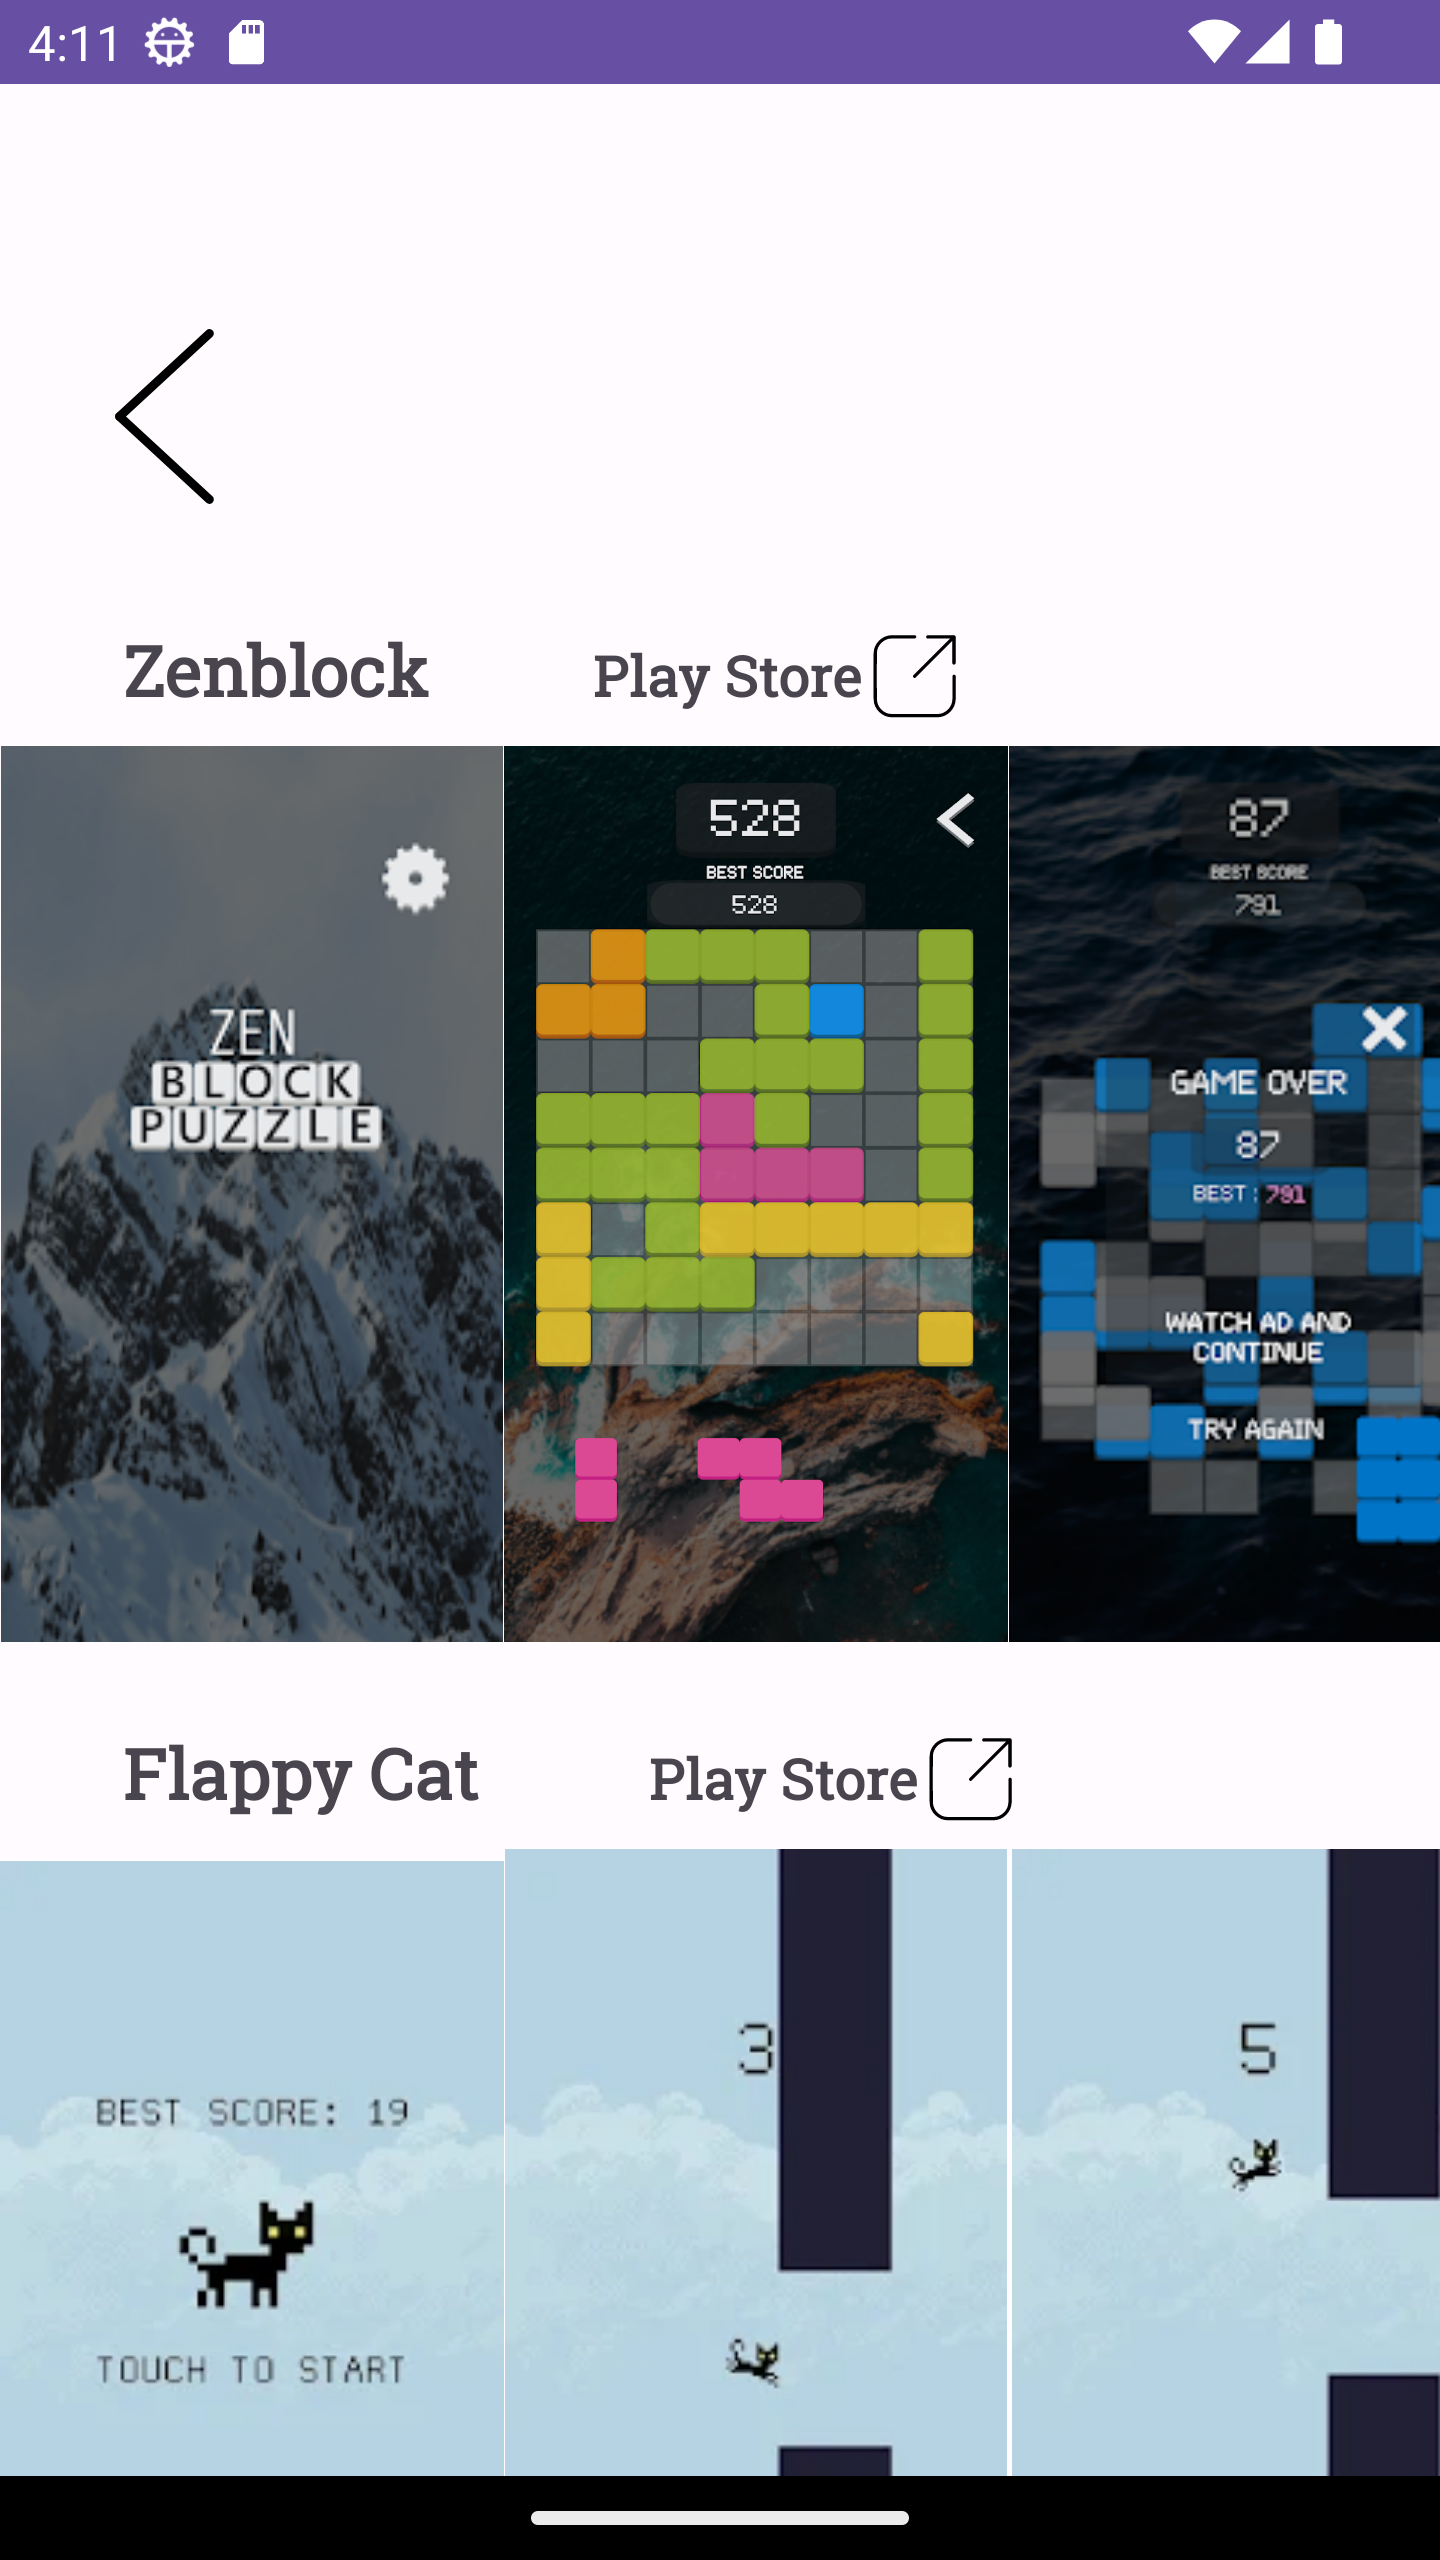 4:11
Zenblock
Play Store
ZEN
BLOCK
PUZZLE
528
BEST SCORE
528
87
BEST SCORE
791
GAME OVER
87
BEST : 791
WATCH AD AND
CONTINUE
TRY AGAIN
Flappy Cat
Play Store
BEST SCORE: 19
TOUCH TO START
3
5